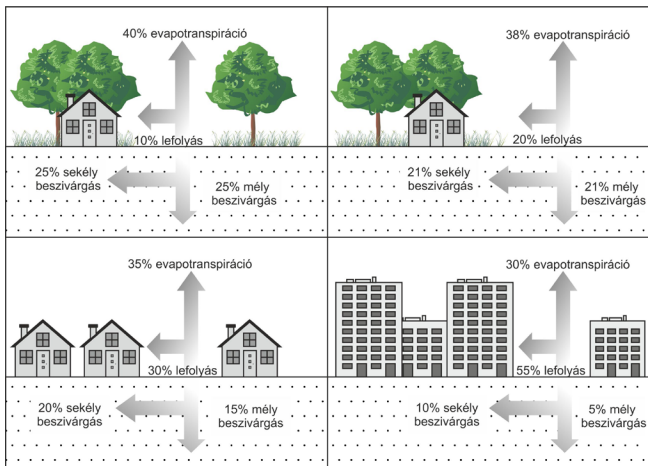 40% evapotranspiráció
10% lefolyás
25% sekély
beszivárgás
25% mély
beszivárgás
38% evapotranspiráció
20% lefolyás
21% sekély
beszivárgás
21% mély
beszivárgás
35% evapotranspiráció
30% lefolyás
20% sekély
beszivárgás
15% mély
beszivárgás
30% evapotranspiráció
55% lefolyás
10% sekély
beszivárgás
5% mély
beszivárgás